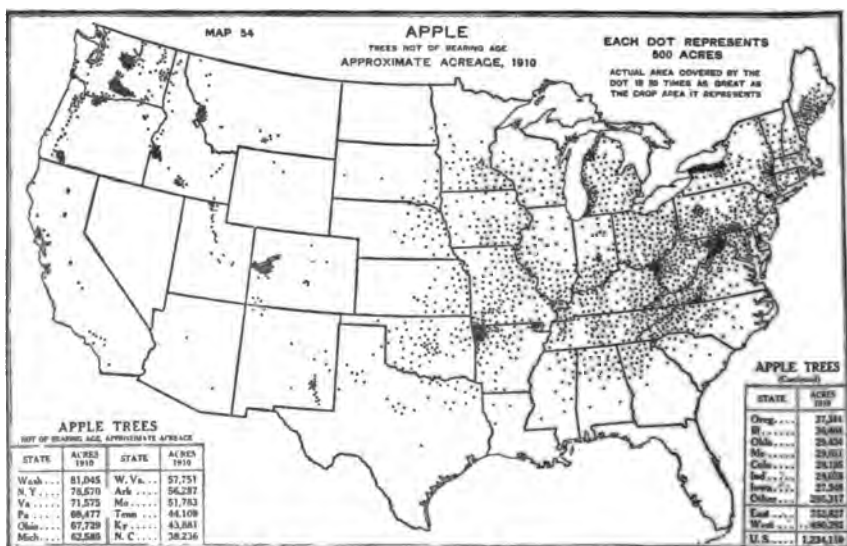 MAP 54
APPLE
TREES NOT OF BEARING AGE
APPROXIMATE ACREAGE, 1910
EACH DOT REPRESENTS
500 ACRES
ACTUAL AREA COVERED BY THE
DOT IS 50 TIMES AS GREAT AS
THE CROP AREA IT REPRESENTS
APPLE TREES
NOT OF BEARING AGE, APPROXIMATE ACREAGE
STATE ACRES 1910 STATE ACRES 1910
Wash.... 81,045 W. Va... 57,751
N. Y .... 78,570 Ark .... 56,287
Va ..... 71,575 Mo .... 51,783
Pa ..... 68,477 Tenn ... 44,109
Ohio .... 67,729 Ky .... 43,881
Mich.... 62,585 N. C ... 38,236
APPLE TREES
(Continued)
STATE ACRES 1910
Oreg....
Ill
Okla....
Me
Colo....
Ind
Iowa....
Other...
East ....
West ....
U. S....